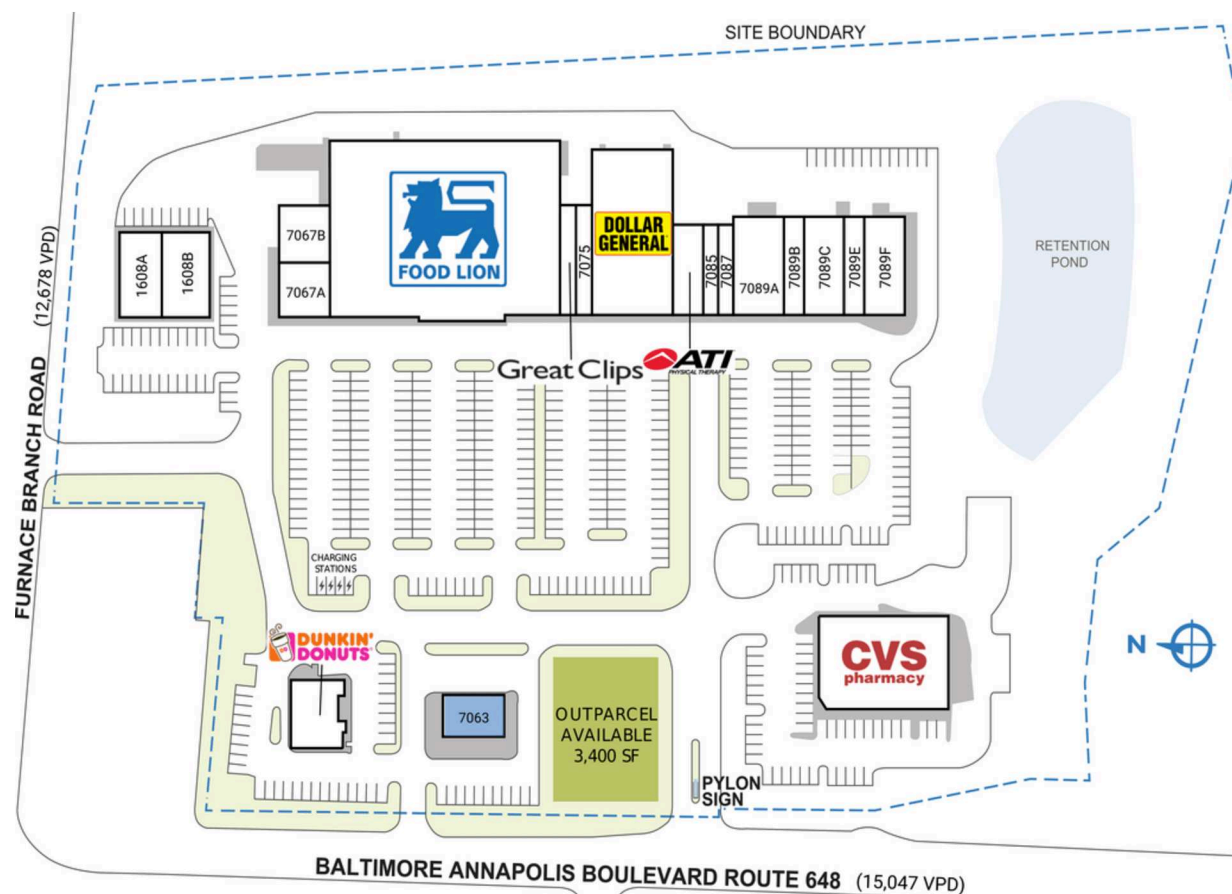 SITE BOUNDARY
FOOD LION
DOLLAR
GENERAL
7067B
7067A
7075
7085
7087
7089A
7089B
7089C
7089E
7089F
1608A
1608B
RETENTION
POND
Great Clips
ATI
PHYSICAL THERAPY
FURNACE BRANCH ROAD (12,678 VPD)
CHARGING
STATIONS
DUNKIN'
DONUTS
7063
OUTPARCEL
AVAILABLE
3,400 SF
CVS
pharmacy
N
PYLON
SIGN
BALTIMORE ANNAPOLIS BOULEVARD ROUTE 648 (15,047 VPD)